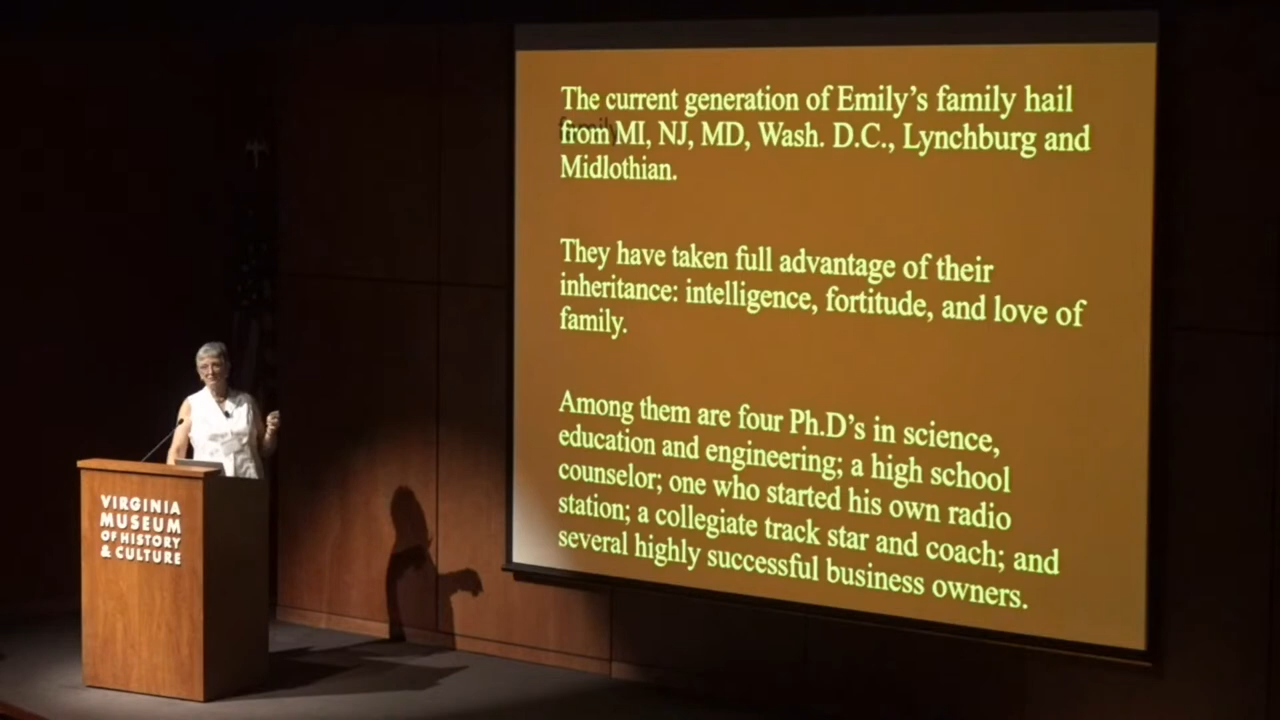 The current generation of Emily's family hail
from MI, NJ, MD, Wash. D.C., Lynchburg and
Midlothian.
They have taken full advantage of their
inheritance: intelligence, fortitude, and love of
family.
Among them are four Ph.D's in science,
education and engineering; a high school
counselor; one who started his own radio
station; a collegiate track star and coach; and
several highly successful business owners.
VIRGINIA
MUSEUM
OF HISTORY
& CULTURE